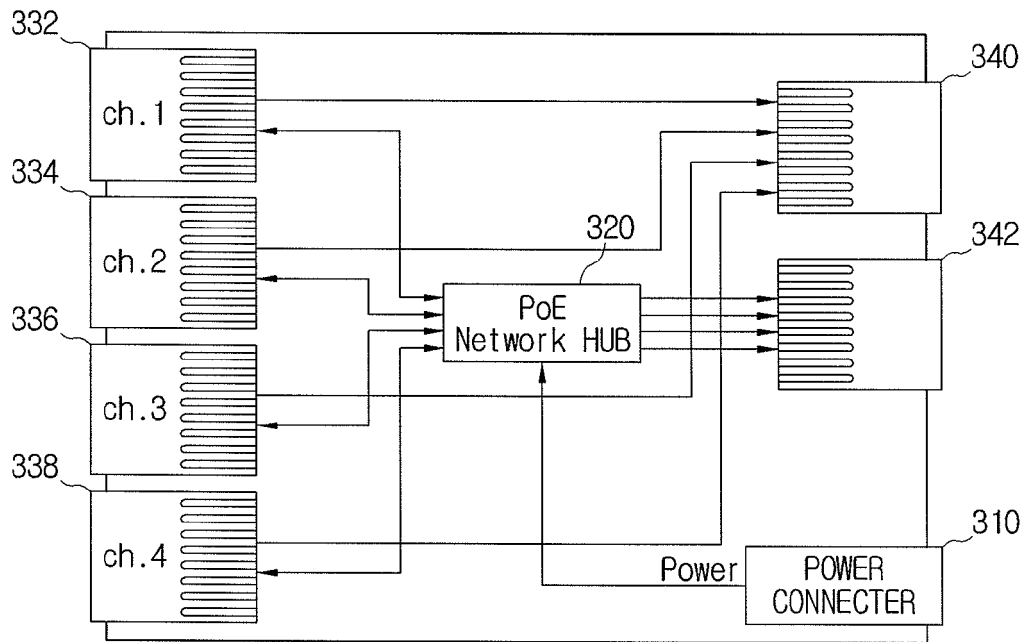 332
ch.1
334
ch.2
336
ch.3
338
ch.4
320
PoE
Network HUB
340
342
310
Power
POWER
CONNECTER